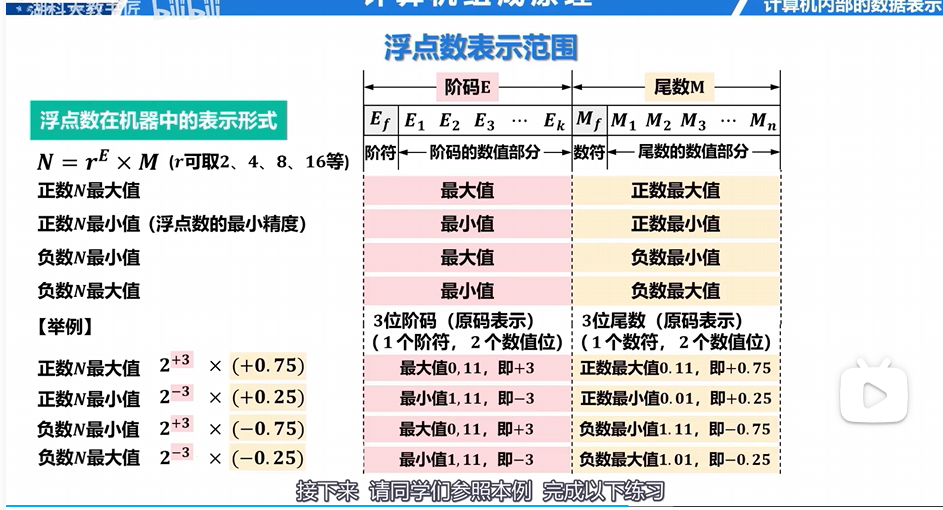 计算机组成原理
计算机内部的数据表示
bilibili
浮点数表示范围
浮点数在机器中的表示形式
N = r^E × M (r可取2、4、8、16等)
阶码E 尾数M
E_f E_1 E_2 E_3 ⋯ E_k M_f M_1 M_2 M_3 ⋯ M_n
阶符 阶码的数值部分 数符 尾数的数值部分
正数N最大值 最大值 正数最大值
正数N最小值（浮点数的最小精度） 最小值 正数最小值
负数N最小值 最大值 负数最小值
负数N最大值 最小值 负数最大值
【举例】
3位阶码（原码表示） 3位尾数（原码表示）
（1个阶符，2个数值位） （1个数符，2个数值位）
正数N最大值 2^{+3} × (+0.75) 最大值0,11，即+3 正数最大值0.11，即+0.75
正数N最小值 2^{−3} × (+0.25) 最小值1,11，即−3 正数最小值0.01，即+0.25
负数N最小值 2^{+3} × (−0.75) 最大值0,11，即+3 负数最小值1.11，即−0.75
负数N最大值 2^{−3} × (−0.25) 最小值1,11，即−3 负数最大值1.01，即−0.25
接下来 请同学们参照本例 完成以下练习